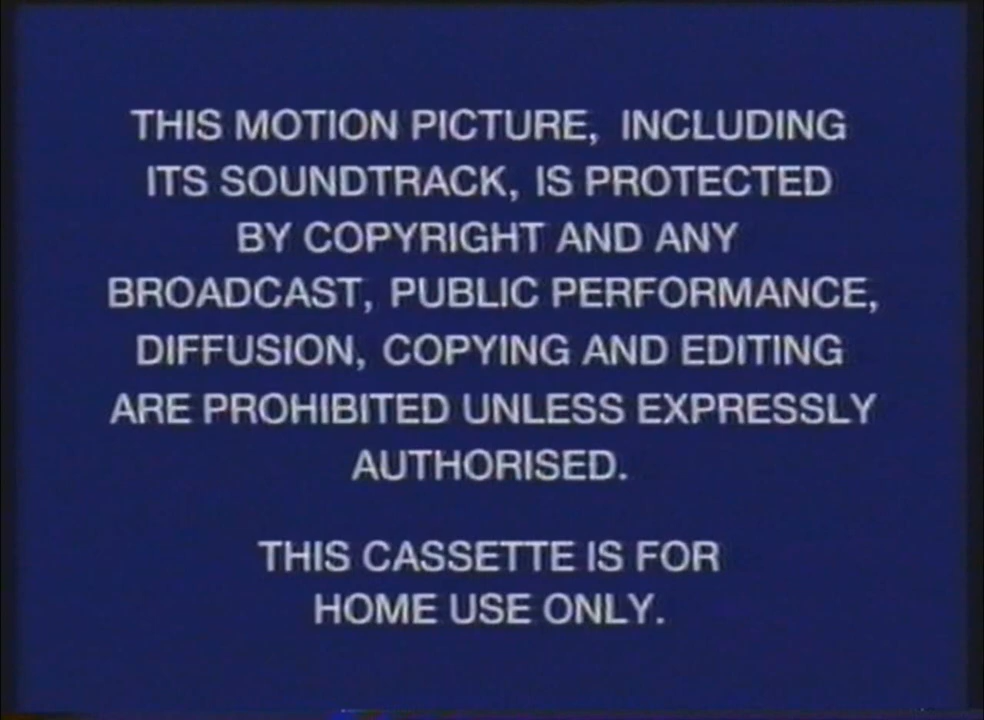 THIS MOTION PICTURE, INCLUDING
ITS SOUNDTRACK, IS PROTECTED
BY COPYRIGHT AND ANY
BROADCAST, PUBLIC PERFORMANCE,
DIFFUSION, COPYING AND EDITING
ARE PROHIBITED UNLESS EXPRESSLY
AUTHORISED.
THIS CASSETTE IS FOR
HOME USE ONLY.